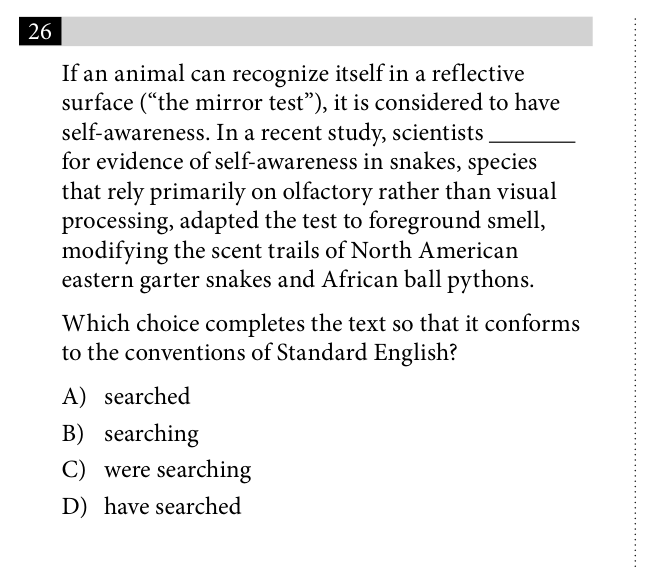 26
If an animal can recognize itself in a reflective
surface (“the mirror test”), it is considered to have
self-awareness. In a recent study, scientists ________
for evidence of self-awareness in snakes, species
that rely primarily on olfactory rather than visual
processing, adapted the test to foreground smell,
modifying the scent trails of North American
eastern garter snakes and African ball pythons.
Which choice completes the text so that it conforms
to the conventions of Standard English?
A) searched
B) searching
C) were searching
D) have searched